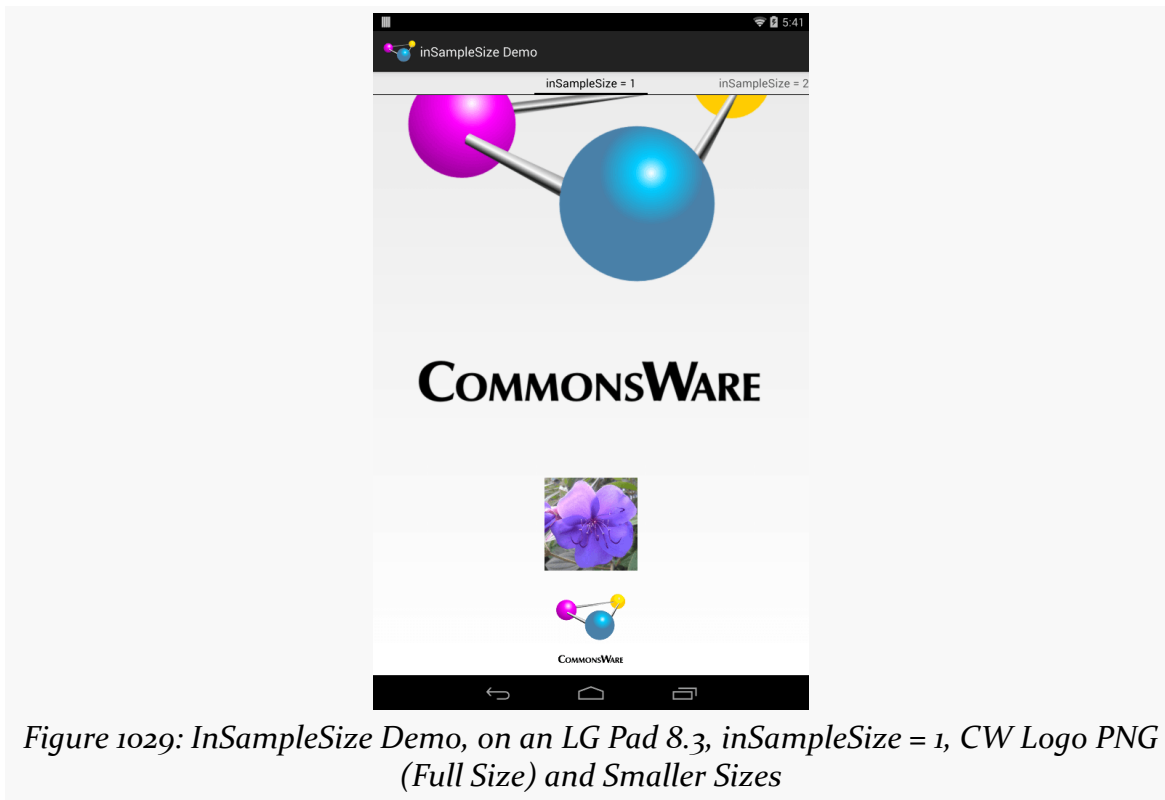 5:41
inSampleSize Demo
inSampleSize = 1 inSampleSize = 2
COMMONSWARE
COMMONSWARE
Figure 1029: InSampleSize Demo, on an LG Pad 8.3, inSampleSize = 1, CW Logo PNG
(Full Size) and Smaller Sizes